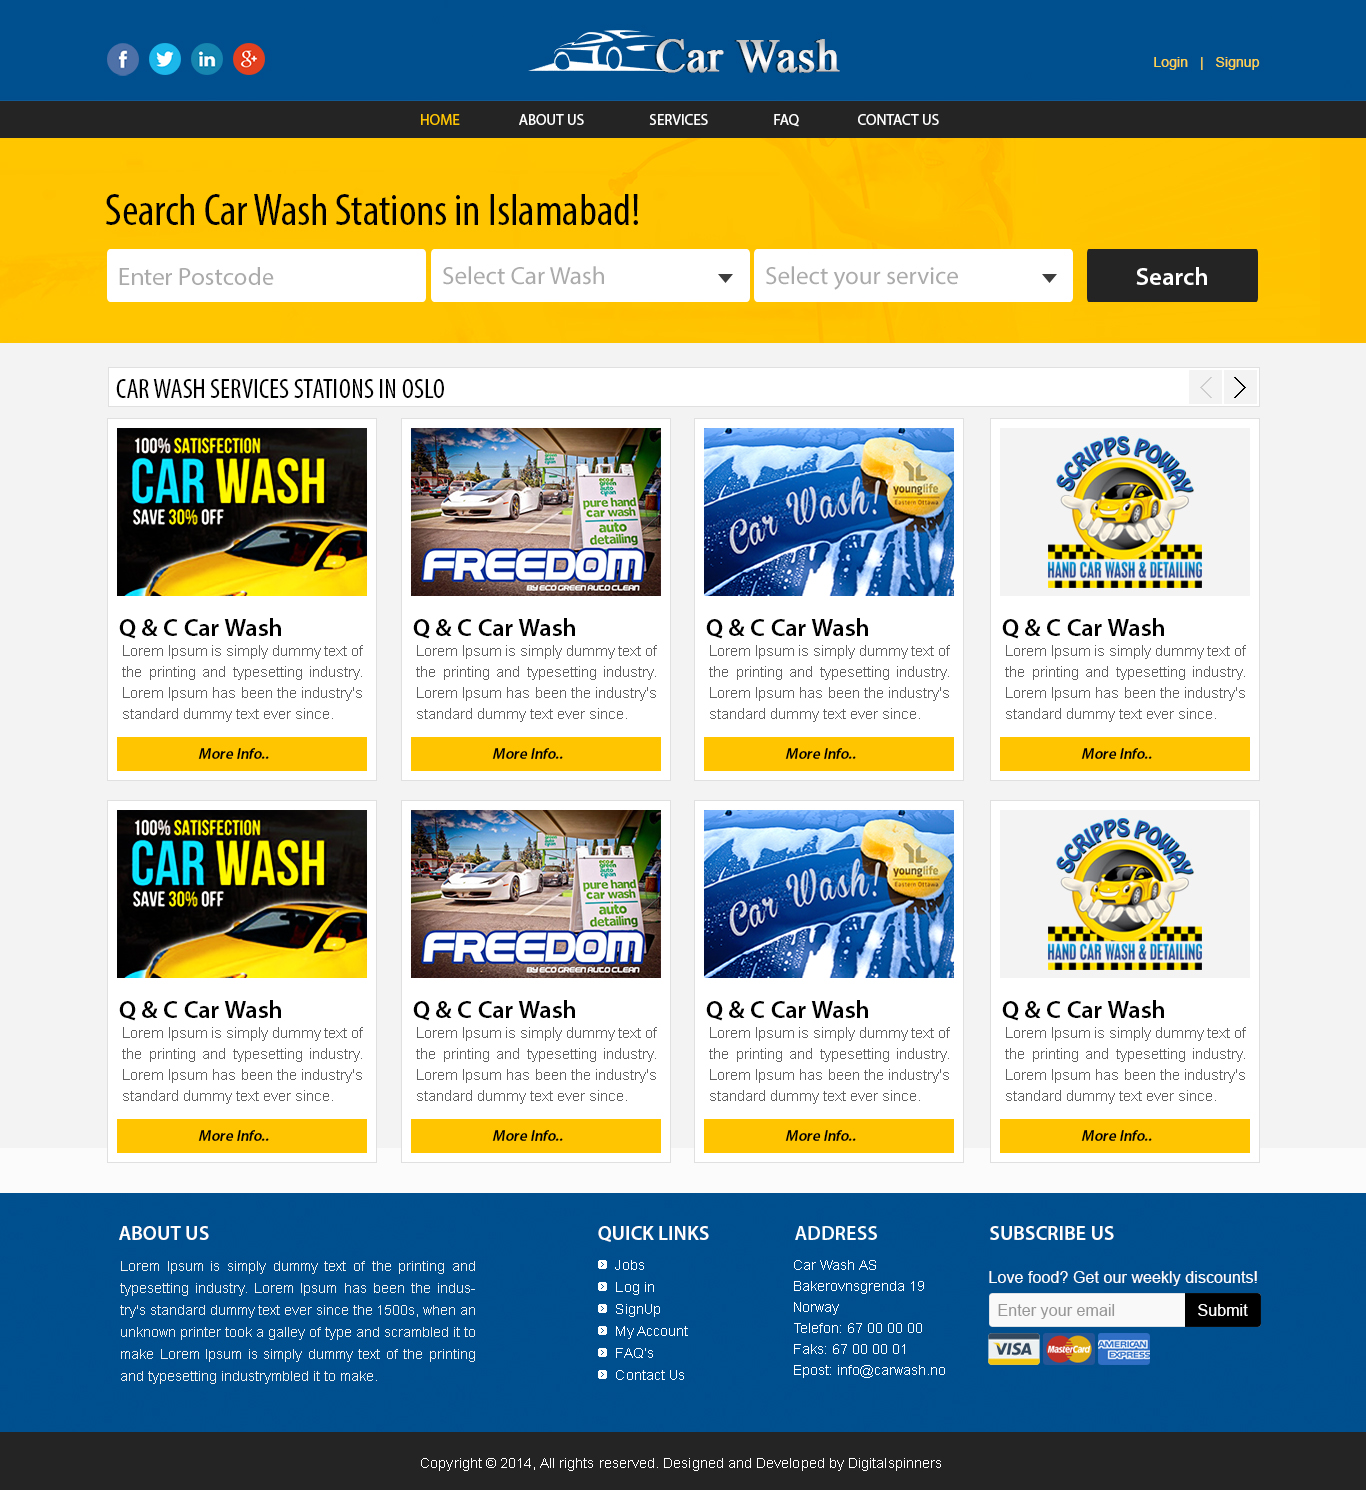 f
in
g+
Car Wash
Login | Signup
HOME
ABOUT US
SERVICES
FAQ
CONTACT US
Search Car Wash Stations in Islamabad!
Enter Postcode
Select Car Wash
Select your service
Search
CAR WASH SERVICES STATIONS IN OSLO
100% SATISFECTION
CAR WASH
SAVE 30% OFF
eco
green
auto
clean
eco
green
auto clean
pure hand
car wash
auto
detailing
FREEDOM
BY ECO GREEN AUTO CLEAN
Car Wash!
YL
younglife
Eastern Ottawa
SCRIPPS POWAY
HAND CAR WASH & DETAILING
Q & C Car Wash
Lorem Ipsum is simply dummy text of
the printing and typesetting industry.
Lorem Ipsum has been the industry's
standard dummy text ever since.
More Info..
Q & C Car Wash
Lorem Ipsum is simply dummy text of
the printing and typesetting industry.
Lorem Ipsum has been the industry's
standard dummy text ever since.
More Info..
Q & C Car Wash
Lorem Ipsum is simply dummy text of
the printing and typesetting industry.
Lorem Ipsum has been the industry's
standard dummy text ever since.
More Info..
Q & C Car Wash
Lorem Ipsum is simply dummy text of
the printing and typesetting industry.
Lorem Ipsum has been the industry's
standard dummy text ever since.
More Info..
100% SATISFECTION
CAR WASH
SAVE 30% OFF
eco
green
auto
clean
eco
green
auto clean
pure hand
car wash
auto
detailing
FREEDOM
BY ECO GREEN AUTO CLEAN
Car Wash!
YL
younglife
Eastern Ottawa
SCRIPPS POWAY
HAND CAR WASH & DETAILING
Q & C Car Wash
Lorem Ipsum is simply dummy text of
the printing and typesetting industry.
Lorem Ipsum has been the industry's
standard dummy text ever since.
More Info..
Q & C Car Wash
Lorem Ipsum is simply dummy text of
the printing and typesetting industry.
Lorem Ipsum has been the industry's
standard dummy text ever since.
More Info..
Q & C Car Wash
Lorem Ipsum is simply dummy text of
the printing and typesetting industry.
Lorem Ipsum has been the industry's
standard dummy text ever since.
More Info..
Q & C Car Wash
Lorem Ipsum is simply dummy text of
the printing and typesetting industry.
Lorem Ipsum has been the industry's
standard dummy text ever since.
More Info..
ABOUT US
Lorem Ipsum is simply dummy text of the printing and
typesetting industry. Lorem Ipsum has been the indus-
try's standard dummy text ever since the 1500s, when an
unknown printer took a galley of type and scrambled it to
make Lorem Ipsum is simply dummy text of the printing
and typesetting industrymbled it to make.
QUICK LINKS
Jobs
Log in
SignUp
My Account
FAQ's
Contact Us
ADDRESS
Car Wash AS
Bakerovnsgrenda 19
Norway
Telefon: 67 00 00 00
Faks: 67 00 00 01
Epost: info@carwash.no
SUBSCRIBE US
Love food? Get our weekly discounts!
Enter your email
Submit
VISA
MasterCard
AMERICAN
EXPRESS
Copyright © 2014, All rights reserved. Designed and Developed by Digitalspinners